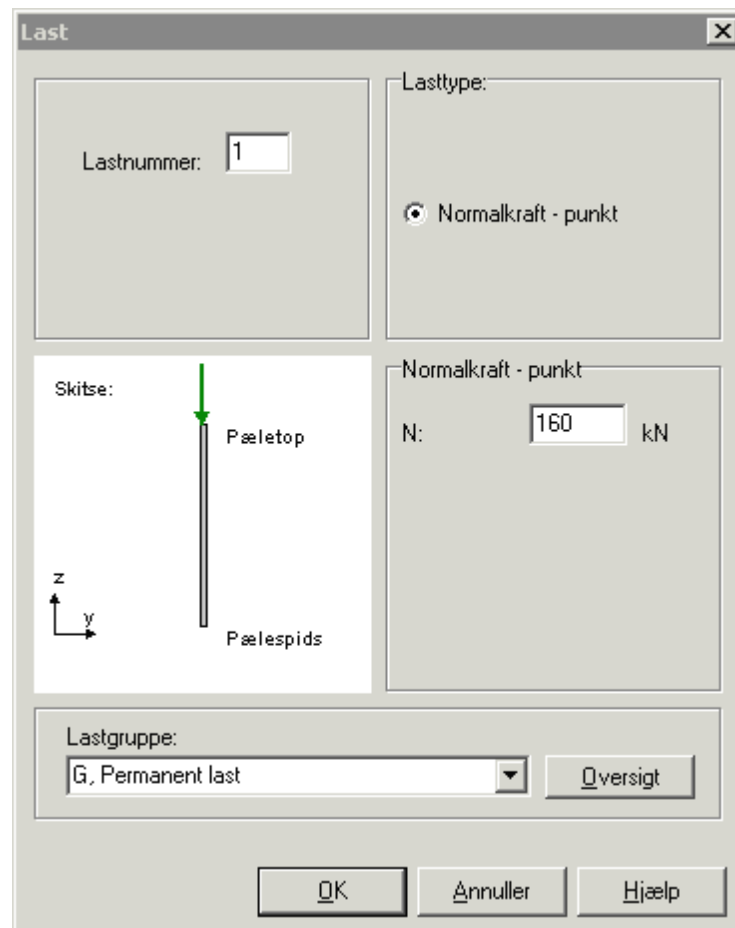 Last
Lastnummer: 1
Lasttype:
Normalkraft - punkt
Skitse:
Pæletop
z
y
Pælespids
Normalkraft - punkt
N: 160 kN
Lastgruppe:
G, Permanent last
Oversigt
OK Annuller Hjælp